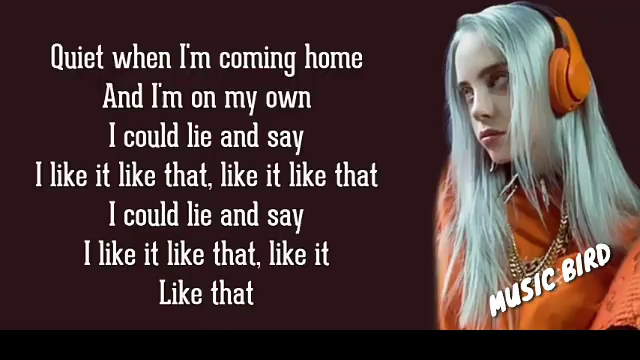 Quiet when I'm coming home
And I'm on my own
I could lie and say
I like it like that, like it like that
I could lie and say
I like it like that, like it
Like that
MUSIC BIRD